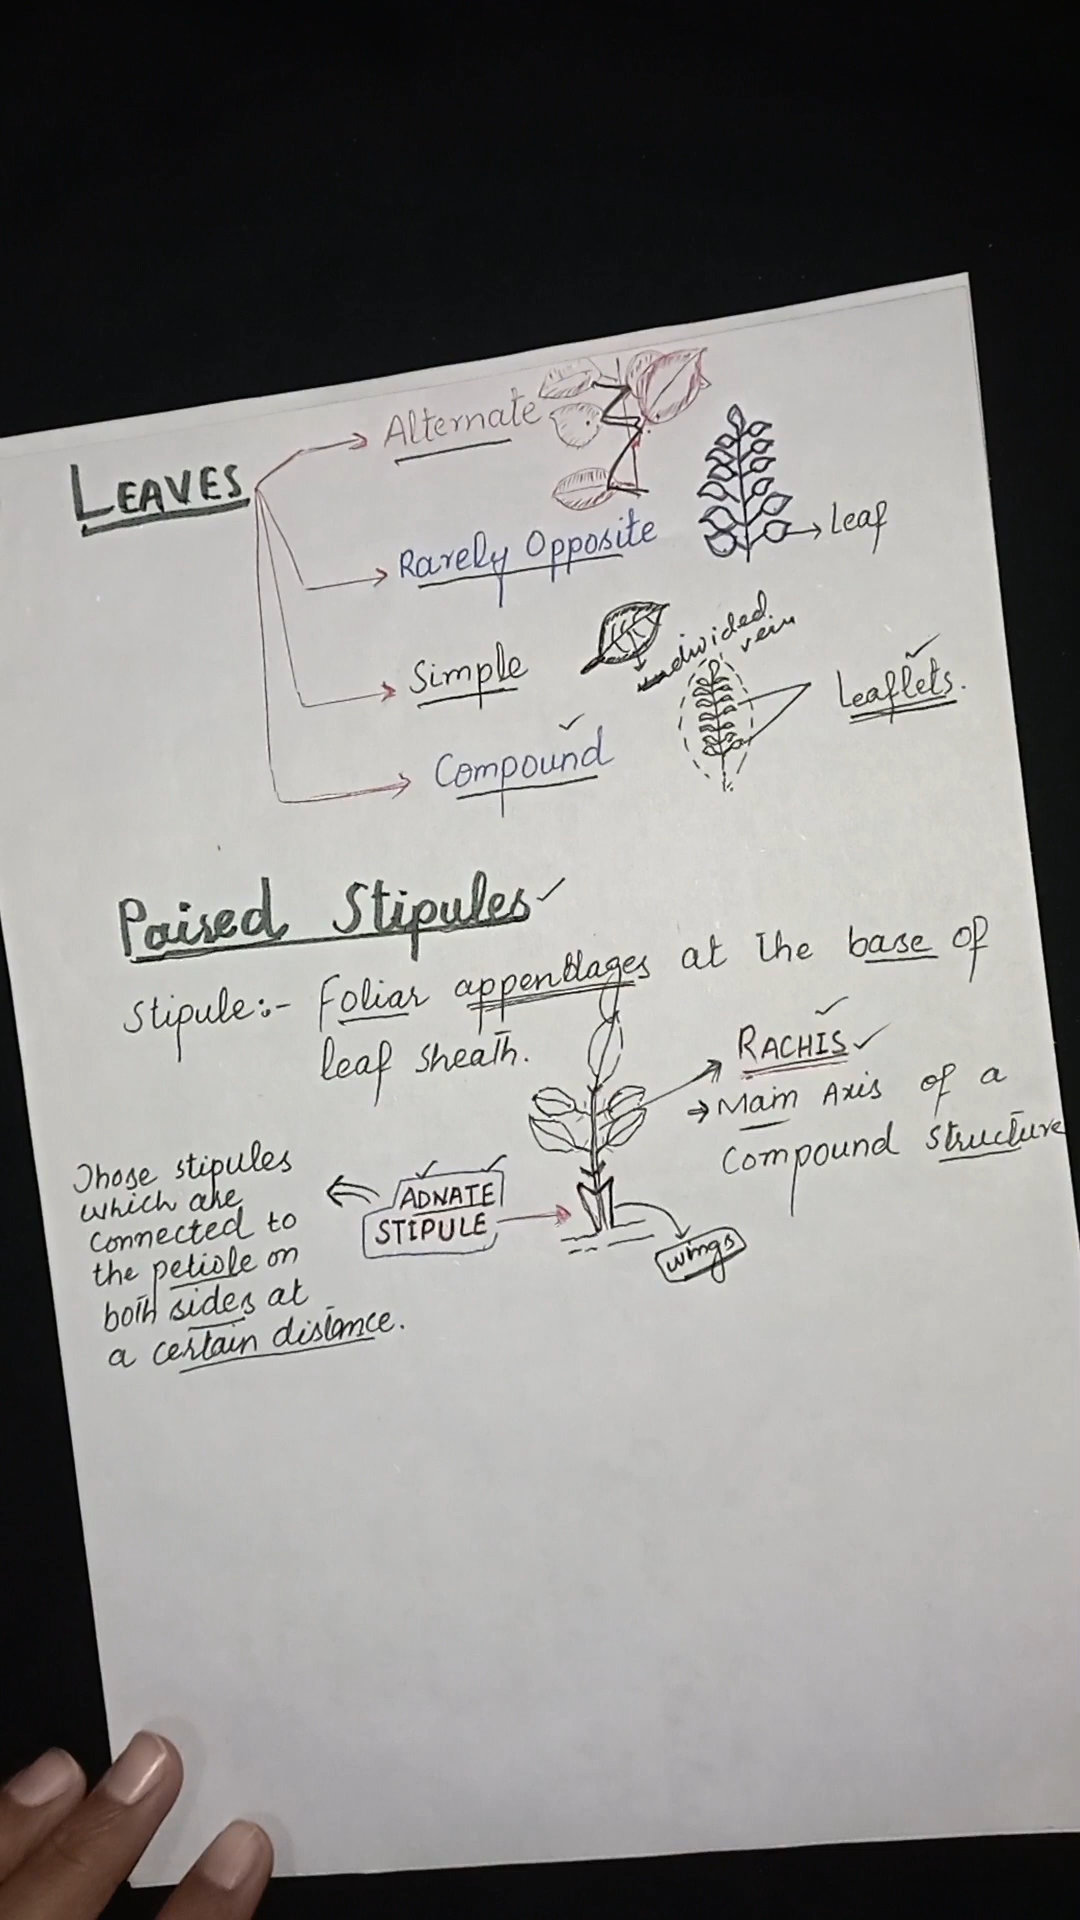 LEAVES
Alternate
Rarely Opposite
Leaf
Simple
undivided
vein
Compound
Leaflets.
Paired Stipules
Stipule:- Foliar appendages at the base of
leaf sheath.
RACHIS
→ Main Axis of a
Compound structure
ADNATE
STIPULE
wings
Those stipules
which are
connected to
the petiole on
both sides at
a certain distance.